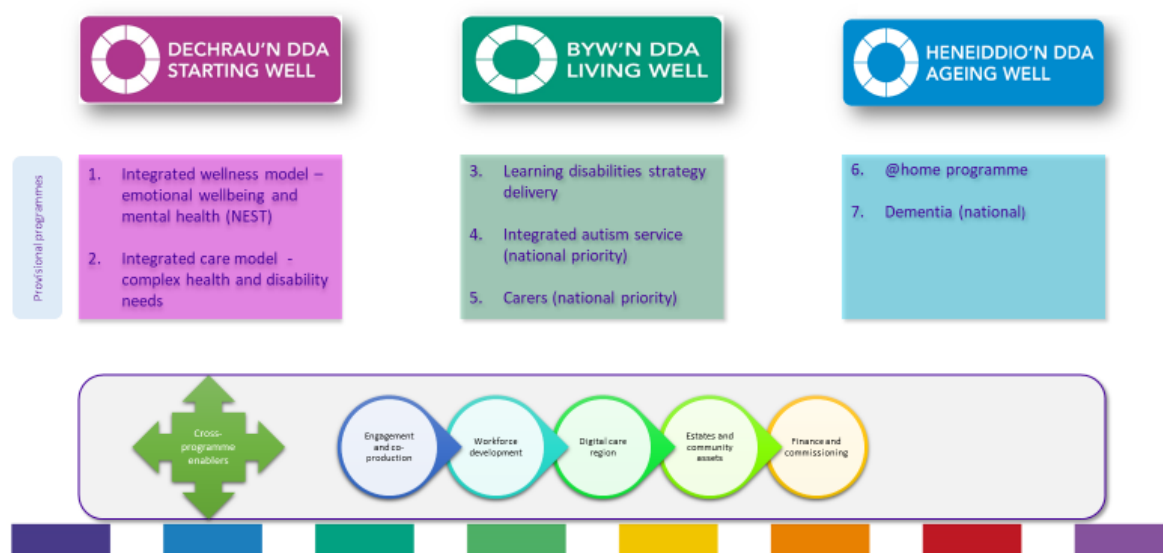 DECHRAU'N DDA
STARTING WELL
BYW'N DDA
LIVING WELL
HENEIDDIO'N DDA
AGEING WELL
Provisional programmes
1. Integrated wellness model –
emotional wellbeing and
mental health (NEST)
2. Integrated care model -
complex health and disability
needs
3. Learning disabilities strategy
delivery
4. Integrated autism service
(national priority)
5. Carers (national priority)
6. @home programme
7. Dementia (national)
Cross-
programme
enablers
Engagement
and co-
production
Workforce
development
Digital care
region
Estates and
community
assets
Finance and
commissioning